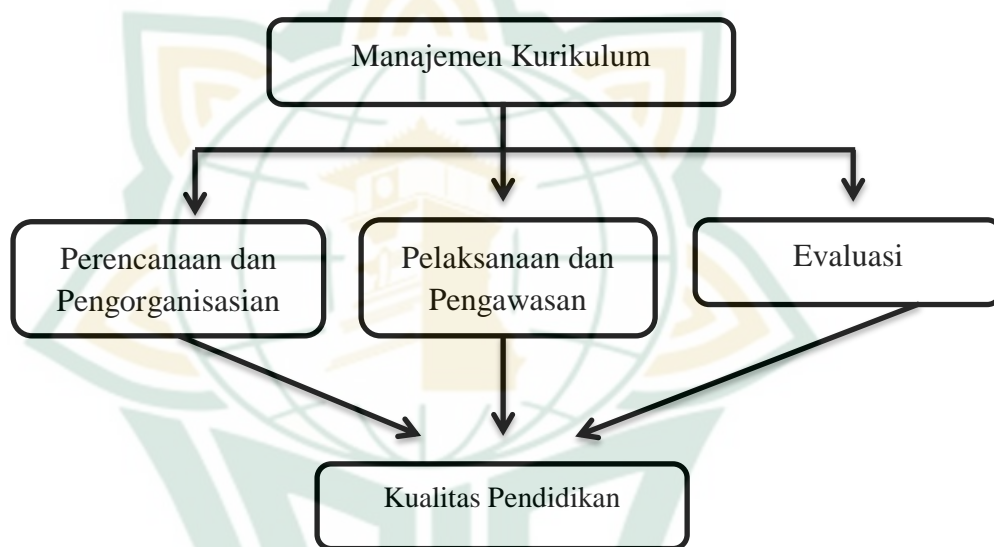 Manajemen Kurikulum
Perencanaan dan
Pengorganisasian
Pelaksanaan dan
Pengawasan
Evaluasi
Kualitas Pendidikan